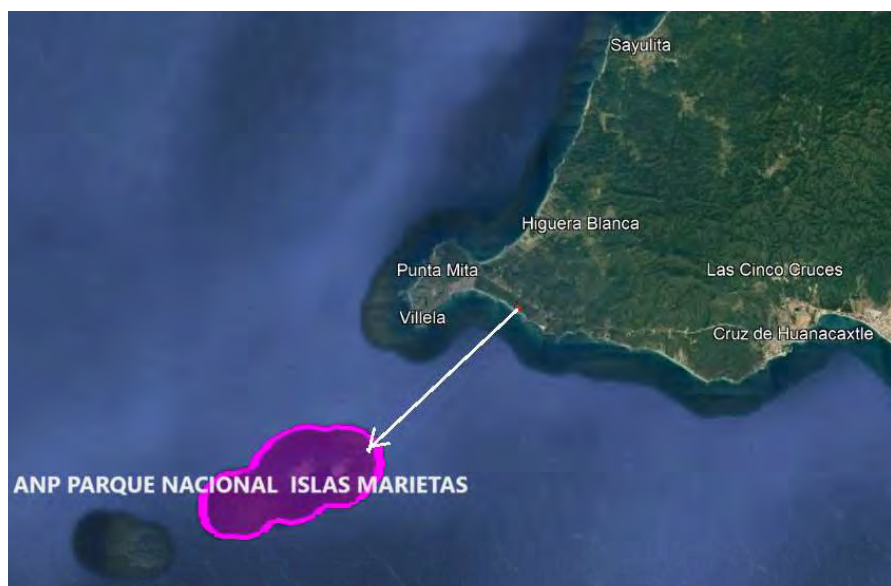 Sayulita
Higuera Blanca
Punta Mita
Las Cinco Cruces
Villela
Cruz de Huanacaxtle
ANP PARQUE NACIONAL ISLAS MARIETAS